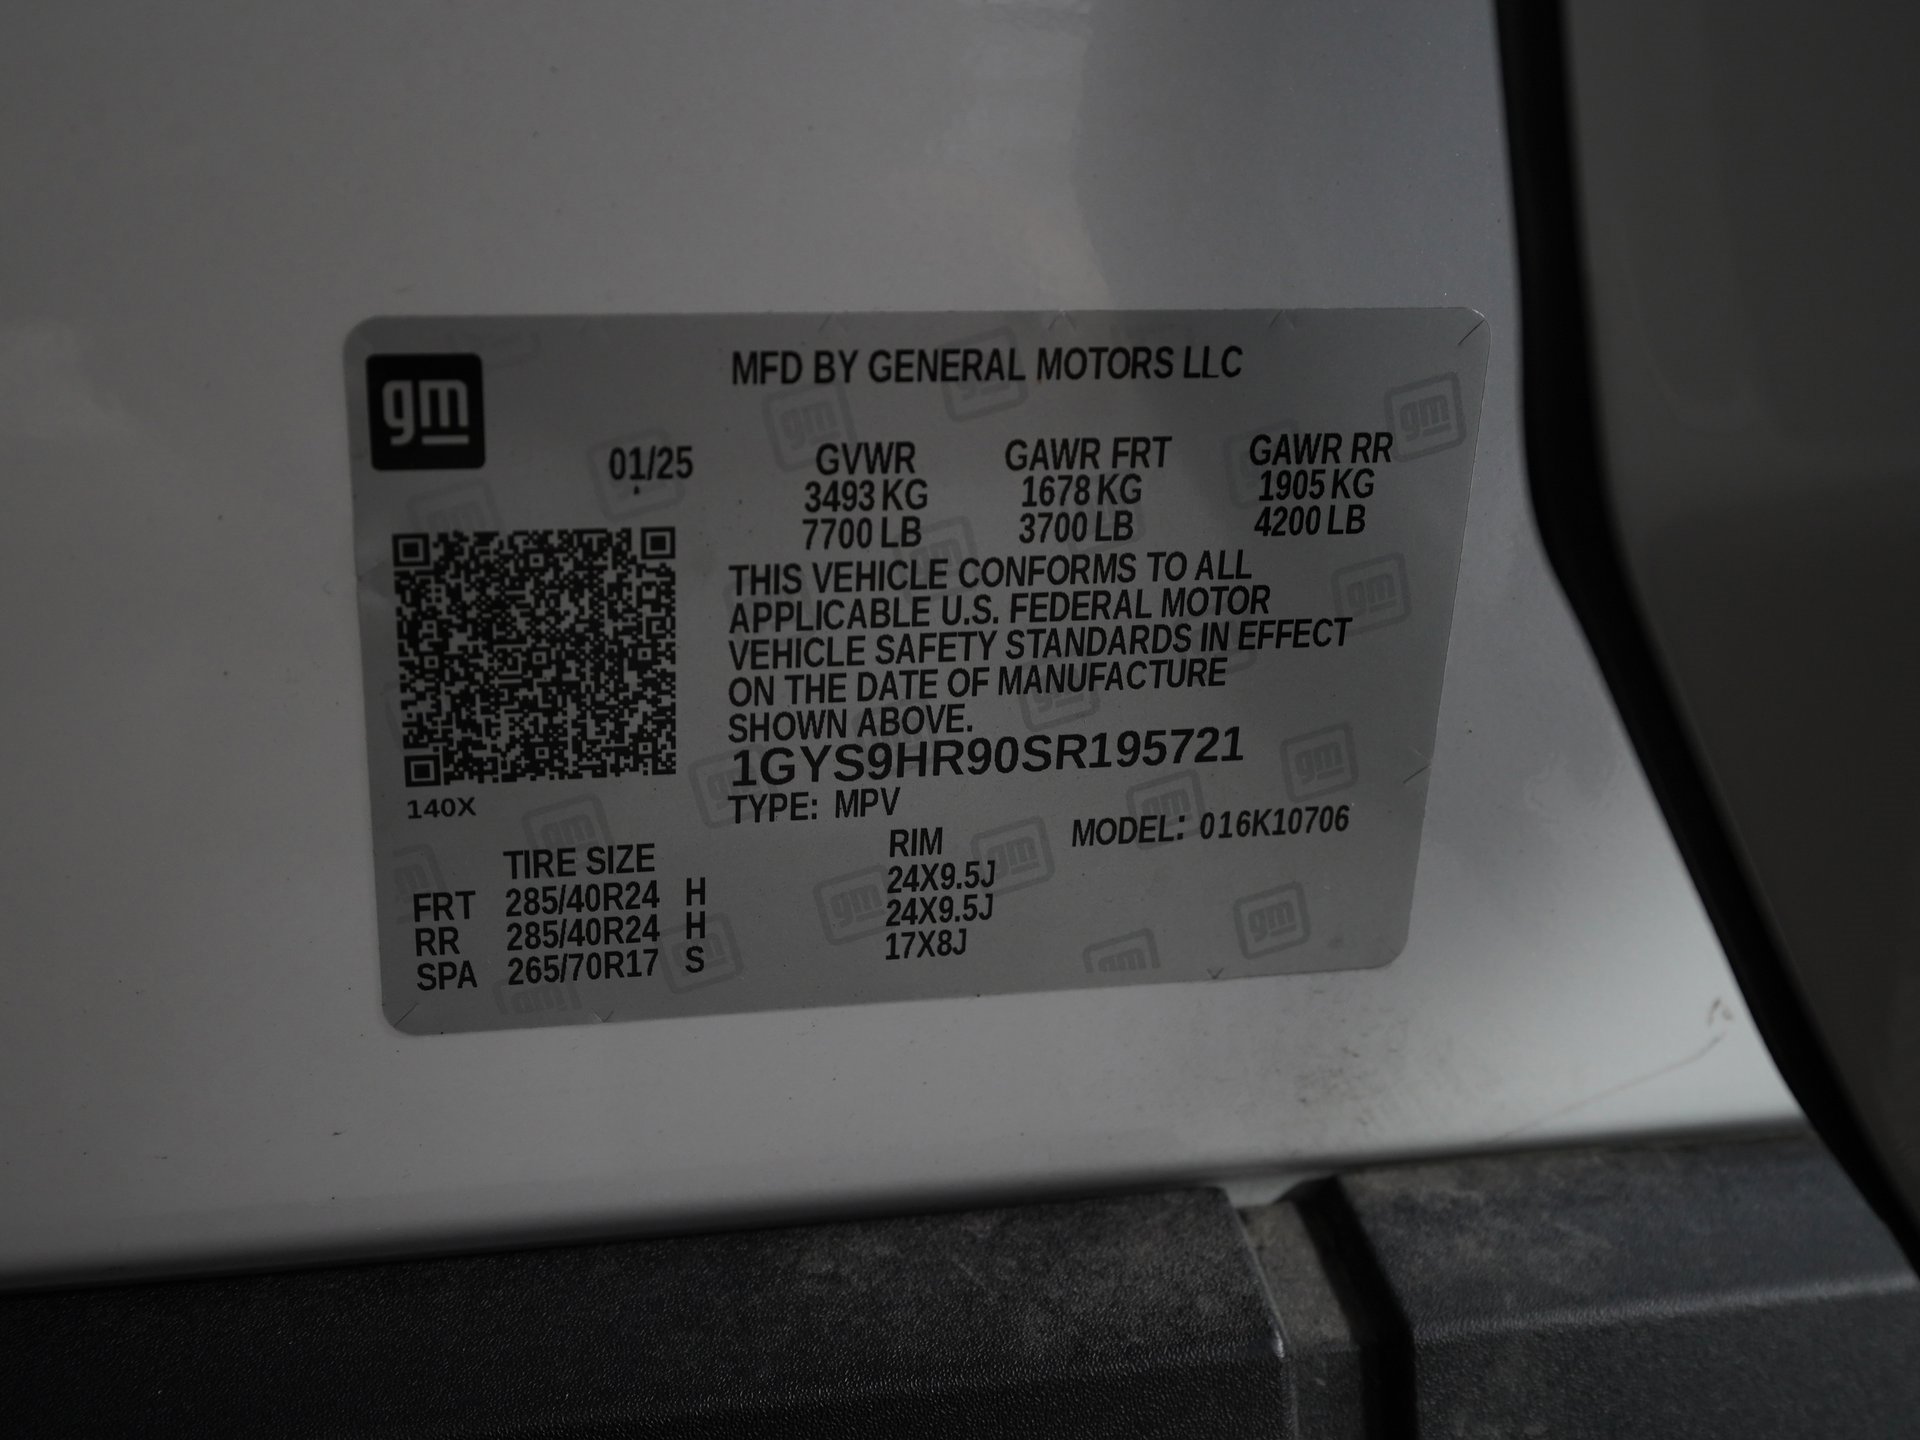 gm
MFD BY GENERAL MOTORS LLC
01/25 GVWR GAWR FRT GAWR RR
3493 KG 1678 KG 1905 KG
7700 LB 3700 LB 4200 LB
THIS VEHICLE CONFORMS TO ALL
APPLICABLE U.S. FEDERAL MOTOR
VEHICLE SAFETY STANDARDS IN EFFECT
ON THE DATE OF MANUFACTURE
SHOWN ABOVE.
1GYS9HR90SR195721
140X
TYPE: MPV
MODEL: 016K10706
TIRE SIZE RIM
FRT 285/40R24 H 24X9.5J
RR 285/40R24 H 24X9.5J
SPA 265/70R17 S 17X8J